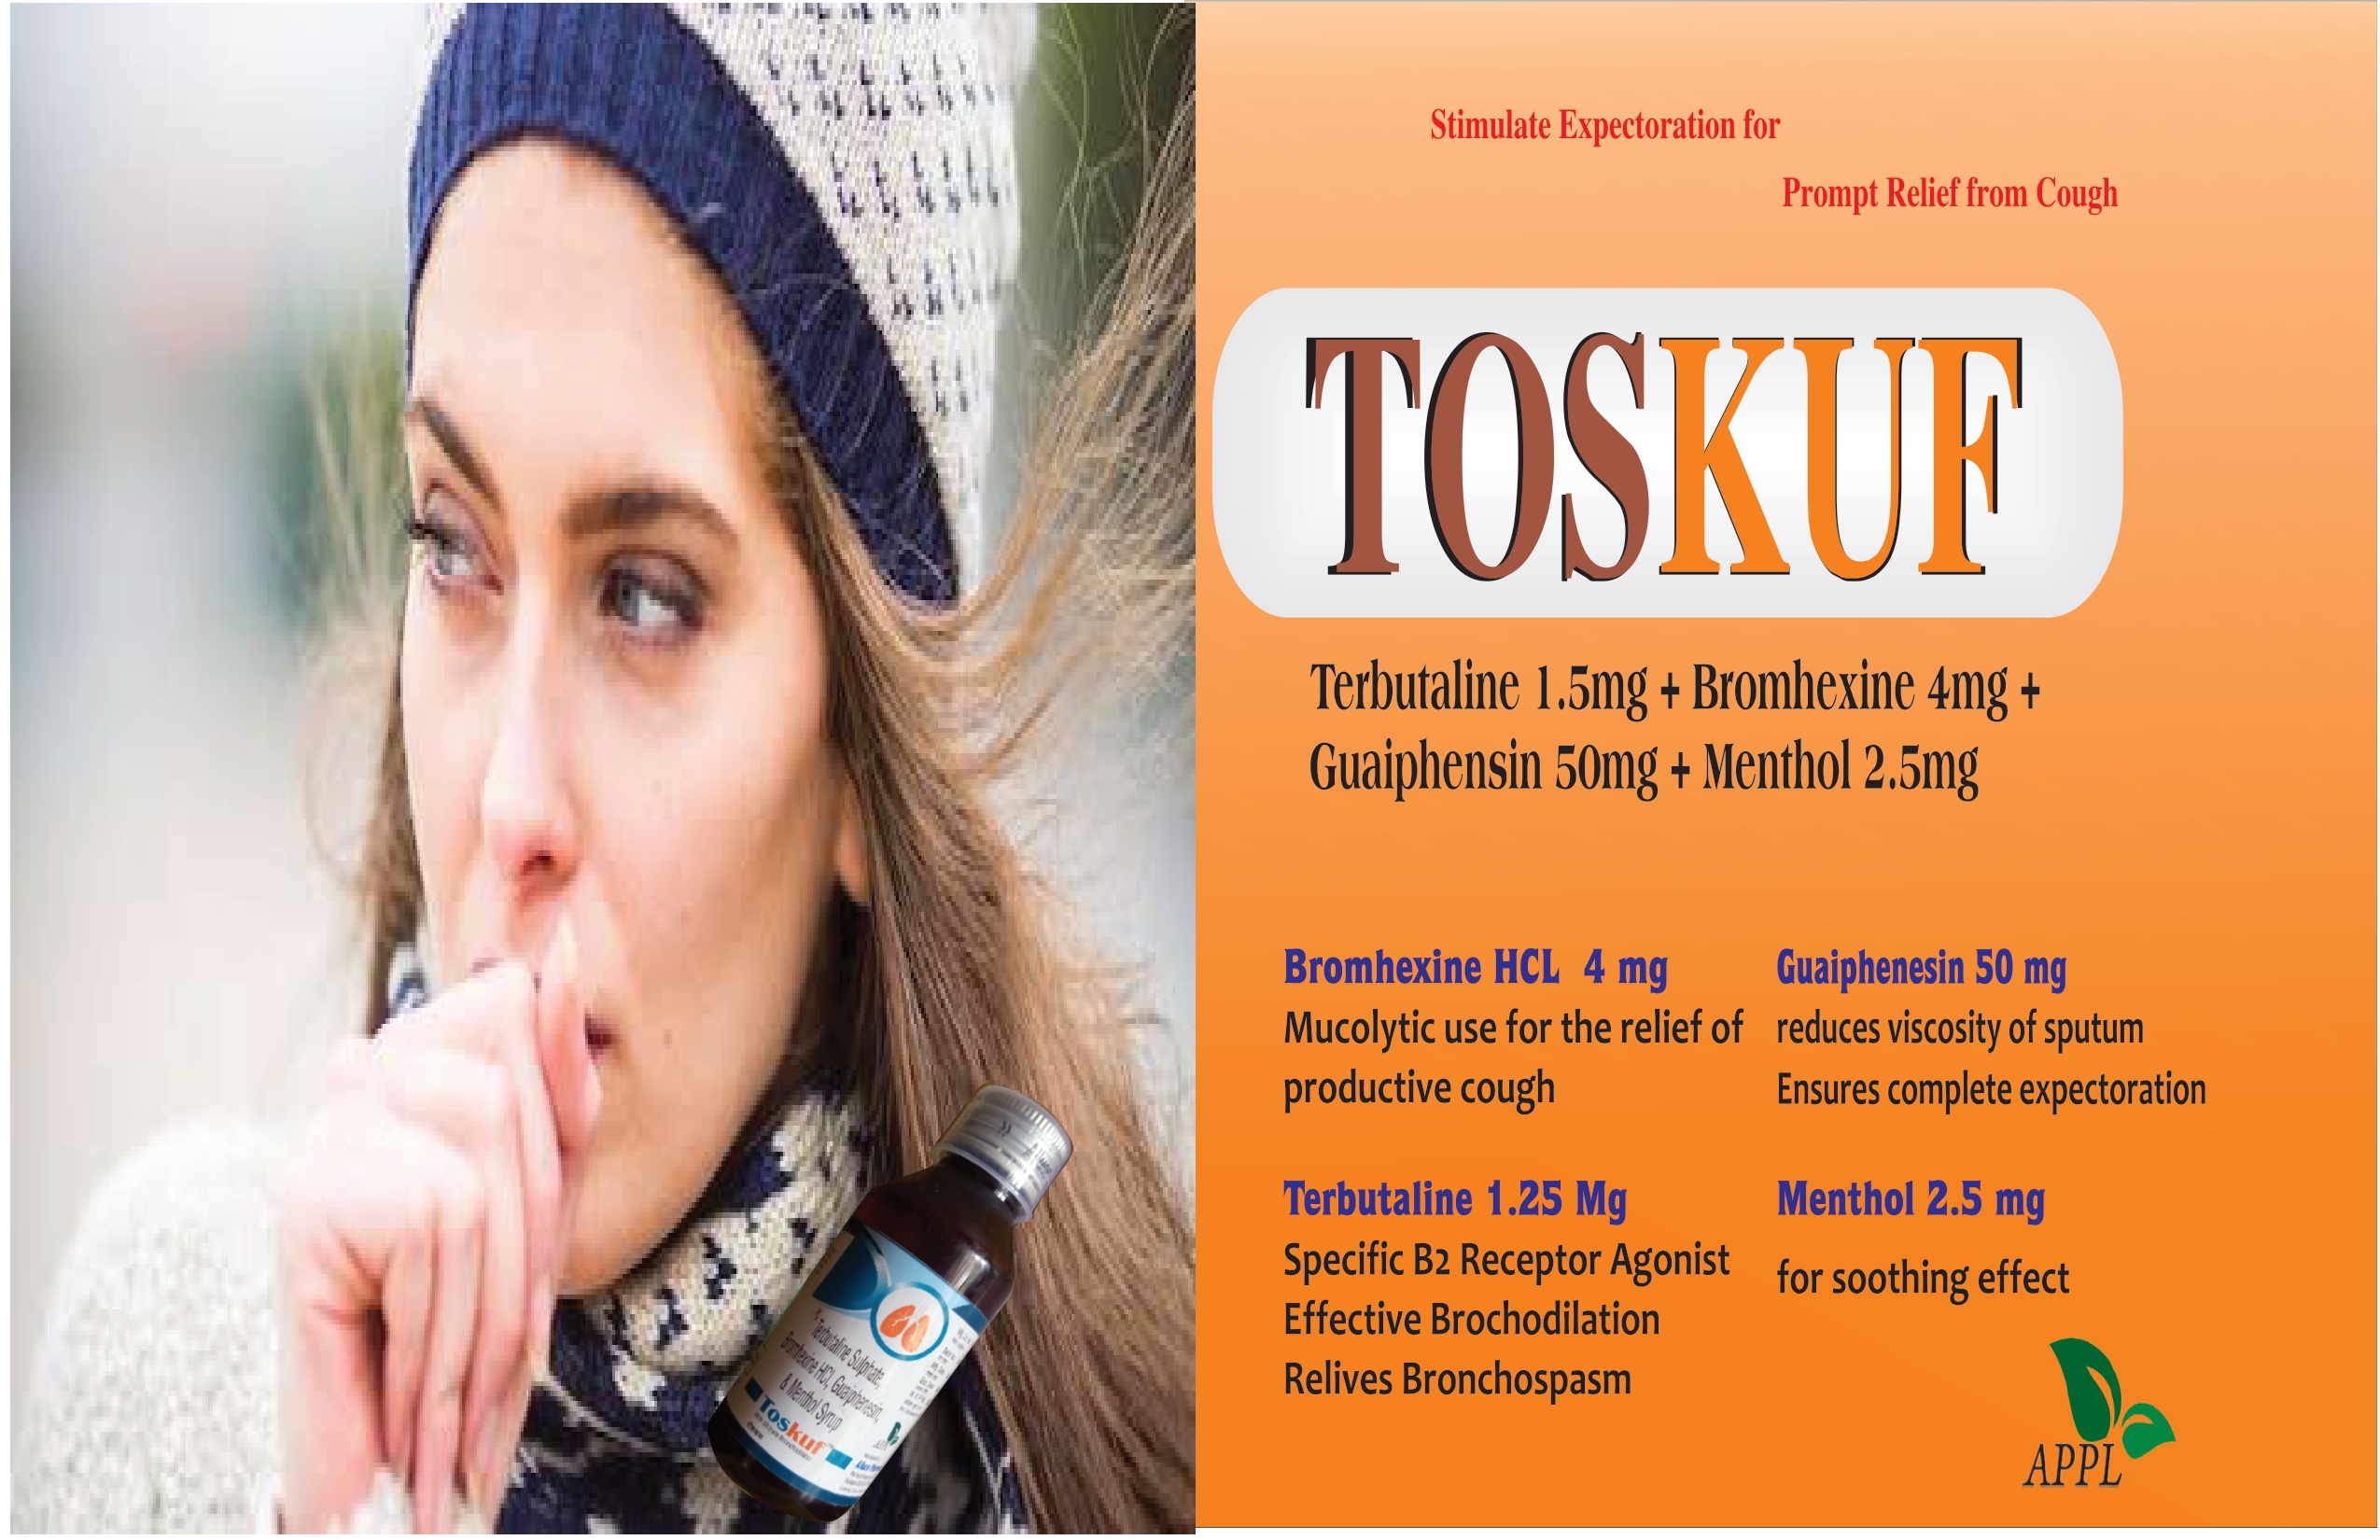 Stimulate Expectoration for
Prompt Relief from Cough
TOSKUF
Terbutaline 1.5mg + Bromhexine 4mg +
Guaiphensin 50mg + Menthol 2.5mg
Bromhexine HCL 4 mg
Mucolytic use for the relief of
productive cough
Guaiphenesin 50 mg
reduces viscosity of sputum
Ensures complete expectoration
Terbutaline 1.25 Mg
Specific B2 Receptor Agonist
Effective Brochodilation
Relives Bronchospasm
Menthol 2.5 mg
for soothing effect
APPL
Terbutaline Sulphate,
Bromhexine HCl, Guaiphenesin,
& Menthol Syrup
Toskuf